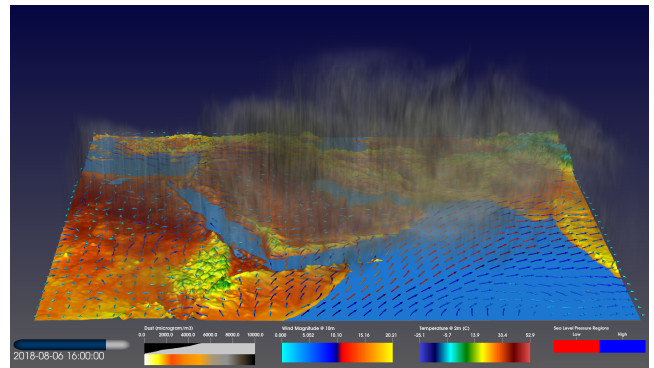 Dust (microgram/m3)
0.0 2000.0 4000.0 6000.0 8000.0 10000.0
Wind Magnitude @ 10m
0.000 5.052 10.10 15.16 20.21
Temperature @ 2m (C)
-25.1 -5.7 13.9 33.4 52.9
Sea Level Pressure Regions
Low High
2018-08-06 16:00:00